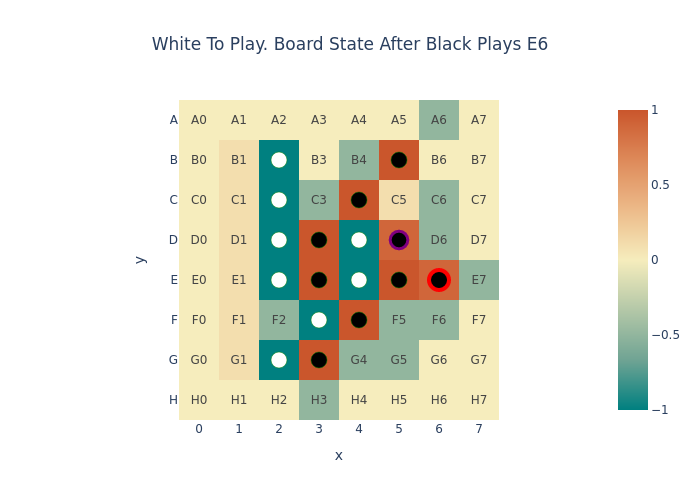 White To Play. Board State After Black Plays E6
A A0 A1 A2 A3 A4 A5 A6 A7
B B0 B1 B3 B4 B6 B7
C C0 C1 C3 C5 C6 C7
D D0 D1 D6 D7
E E0 E1 E7
F F0 F1 F2 F5 F6 F7
G G0 G1 G4 G5 G6 G7
H H0 H1 H2 H3 H4 H5 H6 H7
0 1 2 3 4 5 6 7
x
y
1
0.5
0
−0.5
−1